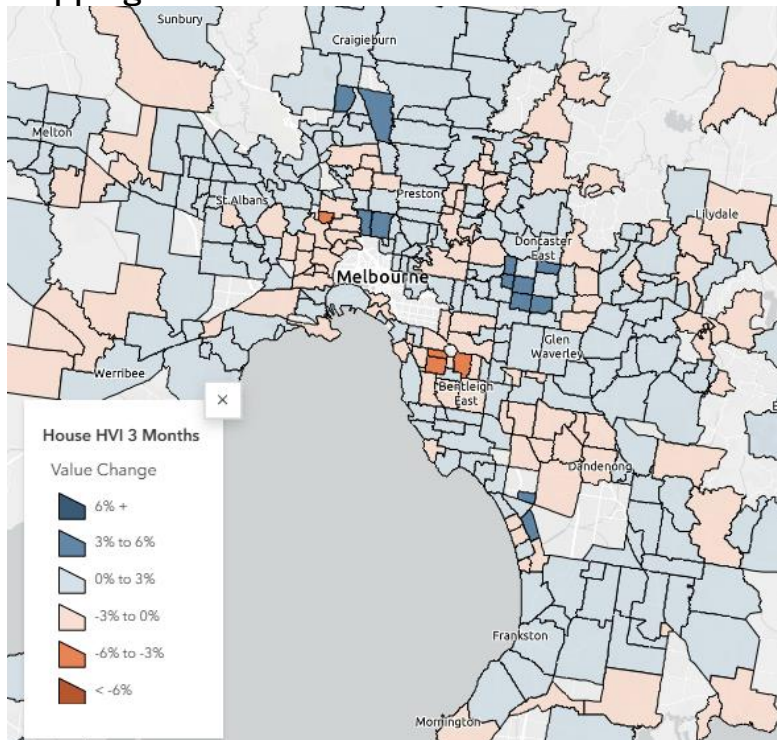 Sunbury
Craigieburn
Melton
St Albans
Preston
Lilydale
Doncaster
East
Melbourne
Glen
Waverley
Werribee
Bentleigh
East
Dandenong
Frankston
Mornington
×
House HVI 3 Months
Value Change
6% +
3% to 6%
0% to 3%
-3% to 0%
-6% to -3%
< -6%